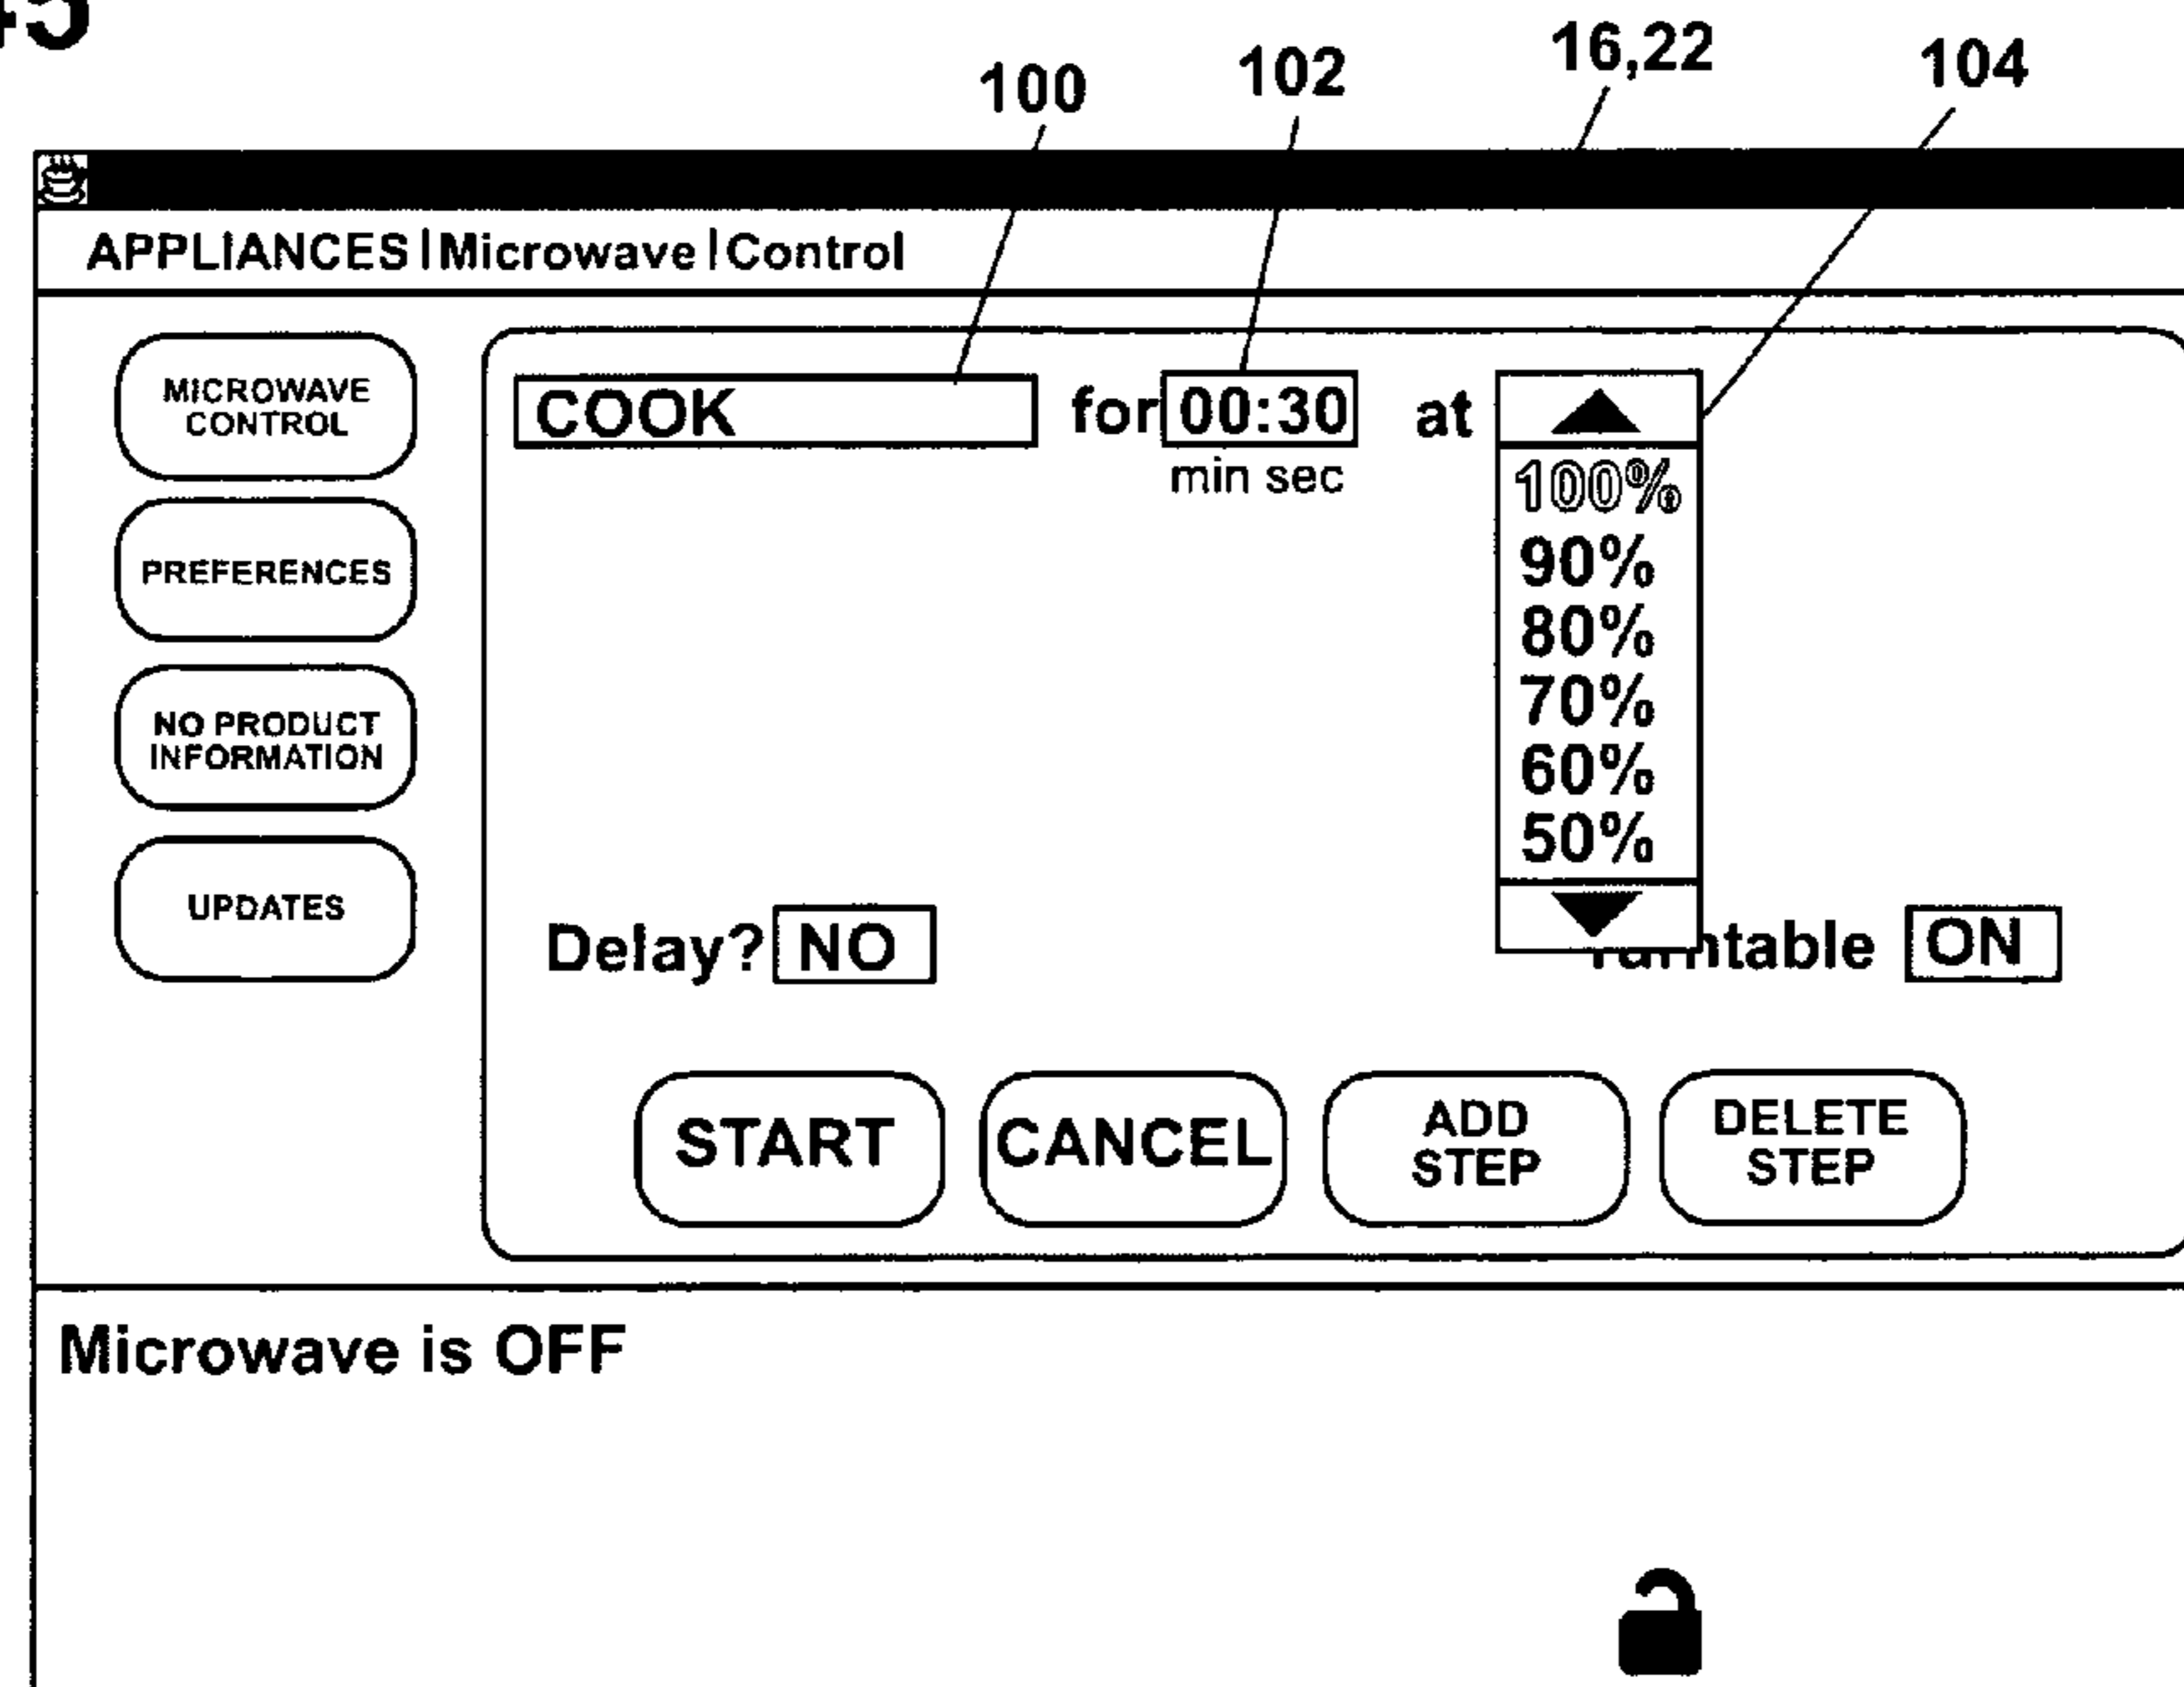 45
100 102 16,22 104
APPLIANCES|Microwave|Control
MICROWAVE
CONTROL
PREFERENCES
NO PRODUCT
INFORMATION
UPDATES
COOK for 00:30 at
min sec
100%
90%
80%
70%
60%
50%
Delay? NO Turntable ON
START CANCEL ADD
STEP DELETE
STEP
Microwave is OFF